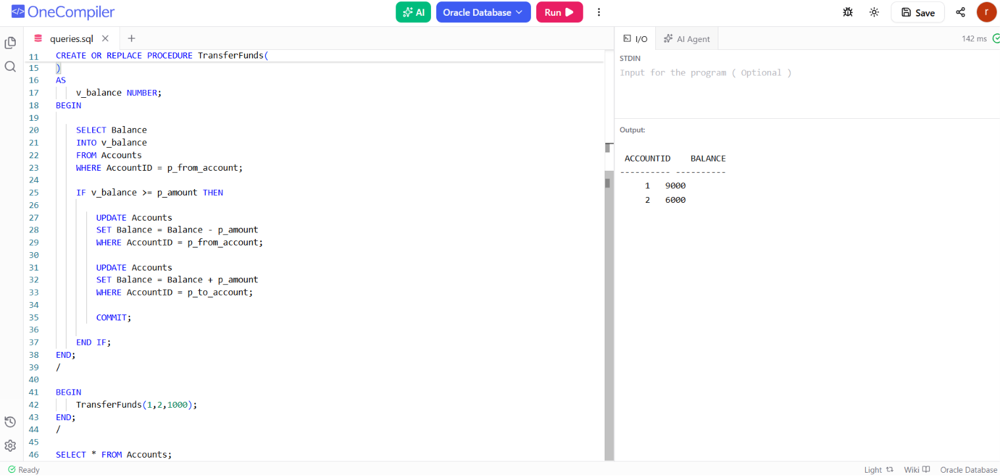 </> OneCompiler
AI
Oracle Database
Run
Save
r
queries.sql
I/O
AI Agent
142 ms
11 CREATE OR REPLACE PROCEDURE TransferFunds(
15 )
16 AS
17 v_balance NUMBER;
18 BEGIN
19
20 SELECT Balance
21 INTO v_balance
22 FROM Accounts
23 WHERE AccountID = p_from_account;
24
25 IF v_balance >= p_amount THEN
26
27 UPDATE Accounts
28 SET Balance = Balance - p_amount
29 WHERE AccountID = p_from_account;
30
31 UPDATE Accounts
32 SET Balance = Balance + p_amount
33 WHERE AccountID = p_to_account;
34
35 COMMIT;
36
37 END IF;
38 END;
39 /
40
41 BEGIN
42 TransferFunds(1,2,1000);
43 END;
44 /
45
46 SELECT * FROM Accounts;
STDIN
Input for the program ( Optional )
Output:
ACCOUNTID BALANCE
---------- ----------
1 9000
2 6000
Ready
Light
Wiki
Oracle Database